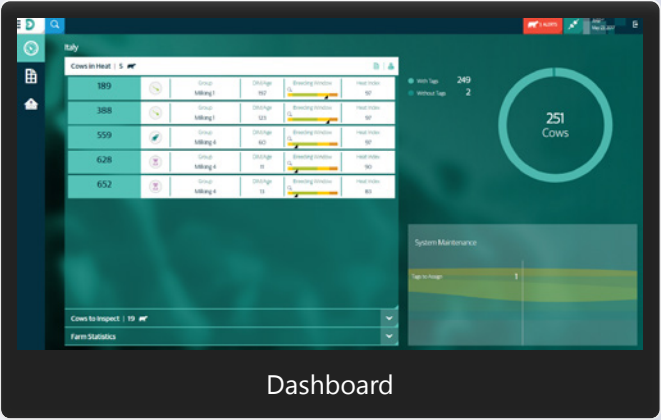 Italy
Cows in Heat | 5
189 Group Milking 1 DIM/Age 197 Breeding Window Heat Index 97
388 Group Milking 1 DIM/Age 123 Breeding Window Heat Index 97
559 Group Milking 4 DIM/Age 60 Breeding Window Heat Index 97
628 Group Milking 4 DIM/Age 11 Breeding Window Heat Index 90
652 Group Milking 4 DIM/Age 13 Breeding Window Heat Index 83
Cows to Inspect | 19
Farm Statistics
With Tags 249
Without Tags 2
251
Cows
System Maintenance
Tags to Assign 1
Dashboard